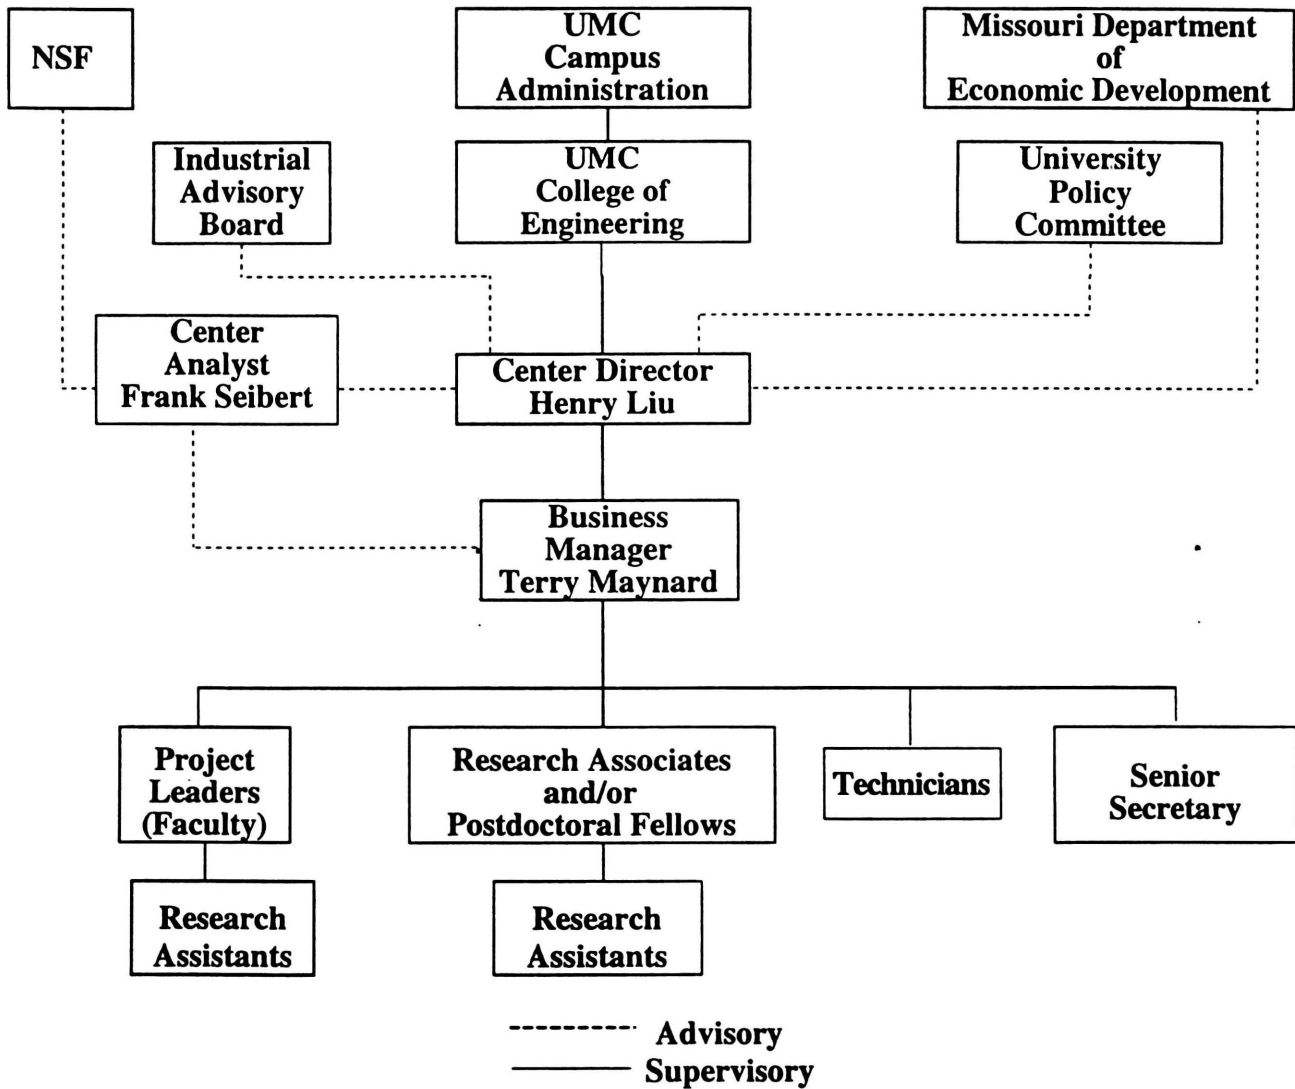 NSF
UMC
Campus
Administration
Missouri Department
of
Economic Development
Industrial
Advisory
Board
UMC
College of
Engineering
University
Policy
Committee
Center
Analyst
Frank Seibert
Center Director
Henry Liu
Business
Manager
Terry Maynard
Project
Leaders
(Faculty)
Research Associates
and/or
Postdoctoral Fellows
Technicians
Senior
Secretary
Research
Assistants
Research
Assistants
Advisory
Supervisory